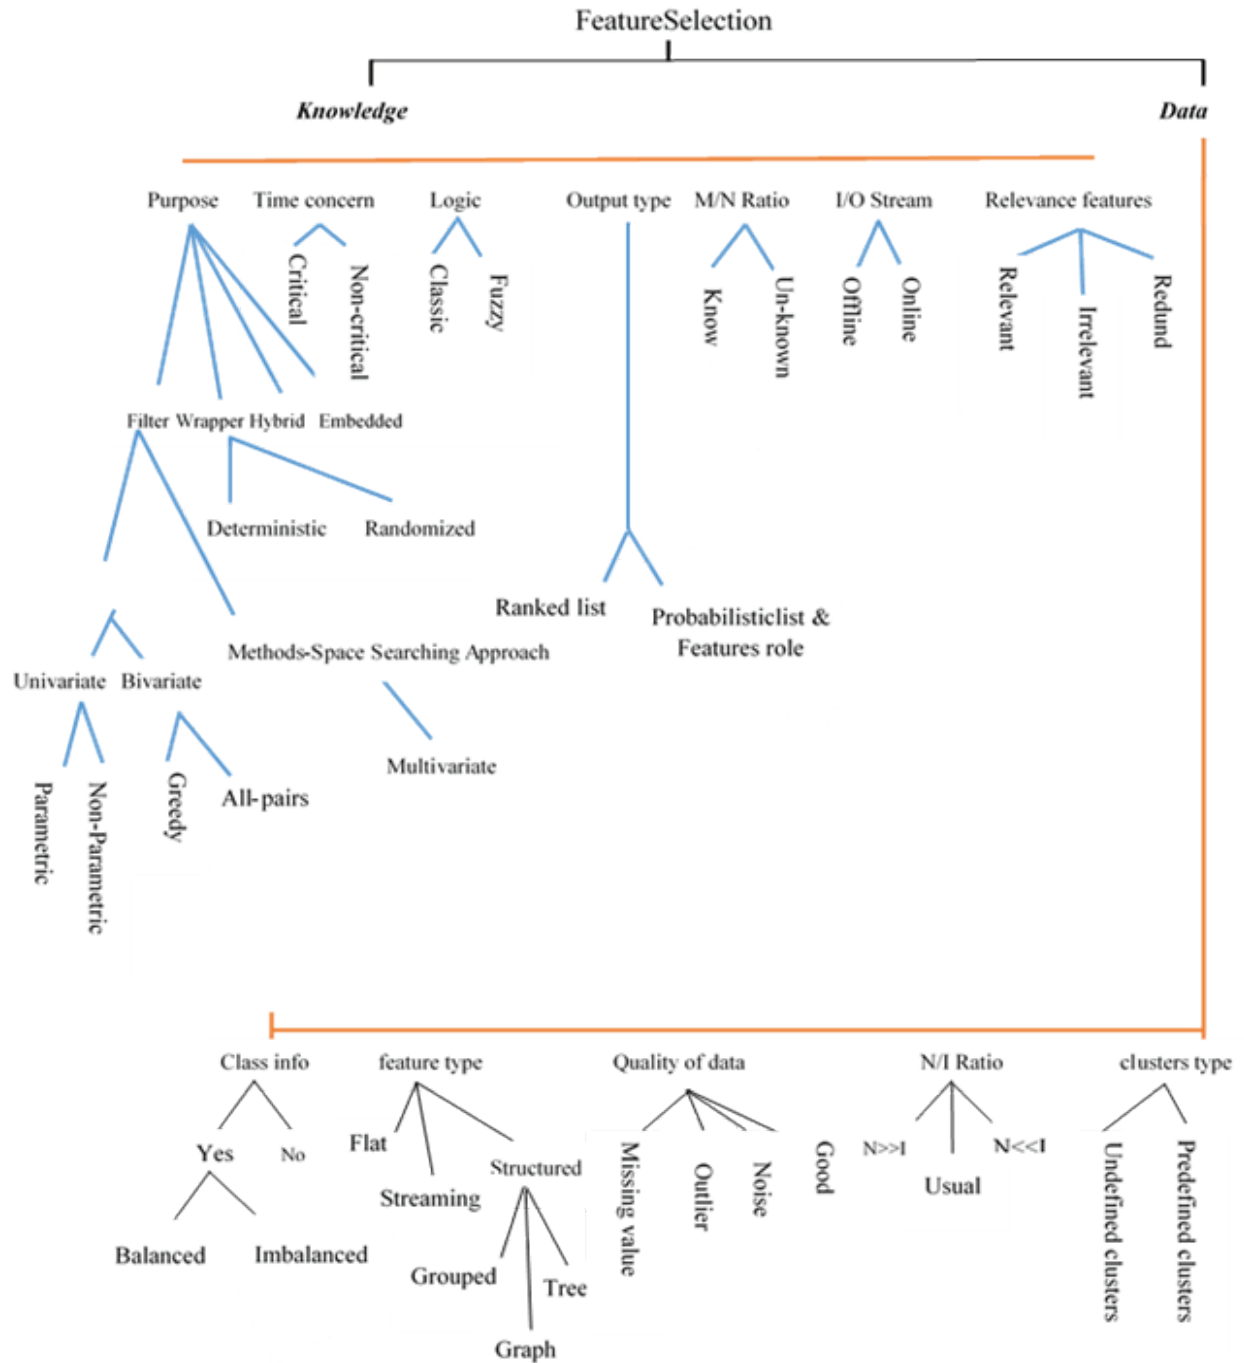 FeatureSelection
Knowledge
Data
Purpose
Time concern
Logic
Output type
M/N Ratio
I/O Stream
Relevance features
Critical
Non-critical
Classic
Fuzzy
Know
Un-known
Offline
Online
Relevant
Irrelevant
Redund
Filter Wrapper Hybrid Embedded
Deterministic
Randomized
Ranked list
Probabilisticlist &
Features role
Methods-Space Searching Approach
Univariate
Bivariate
Multivariate
Parametric
Non-Parametric
Greedy
All-pairs
Class info
feature type
Quality of data
N/I Ratio
clusters type
Yes
No
Flat
Streaming
Structured
Missing value
Outlier
Noise
Good
N>>I
Usual
N<<I
Undefined clusters
Predefined clusters
Balanced
Imbalanced
Grouped
Tree
Graph